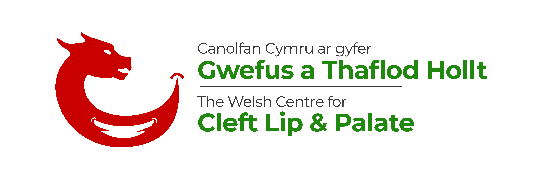 Canolfan Cymru ar gyfer
Gwefus a Thaflod Hollt
The Welsh Centre for
Cleft Lip & Palate